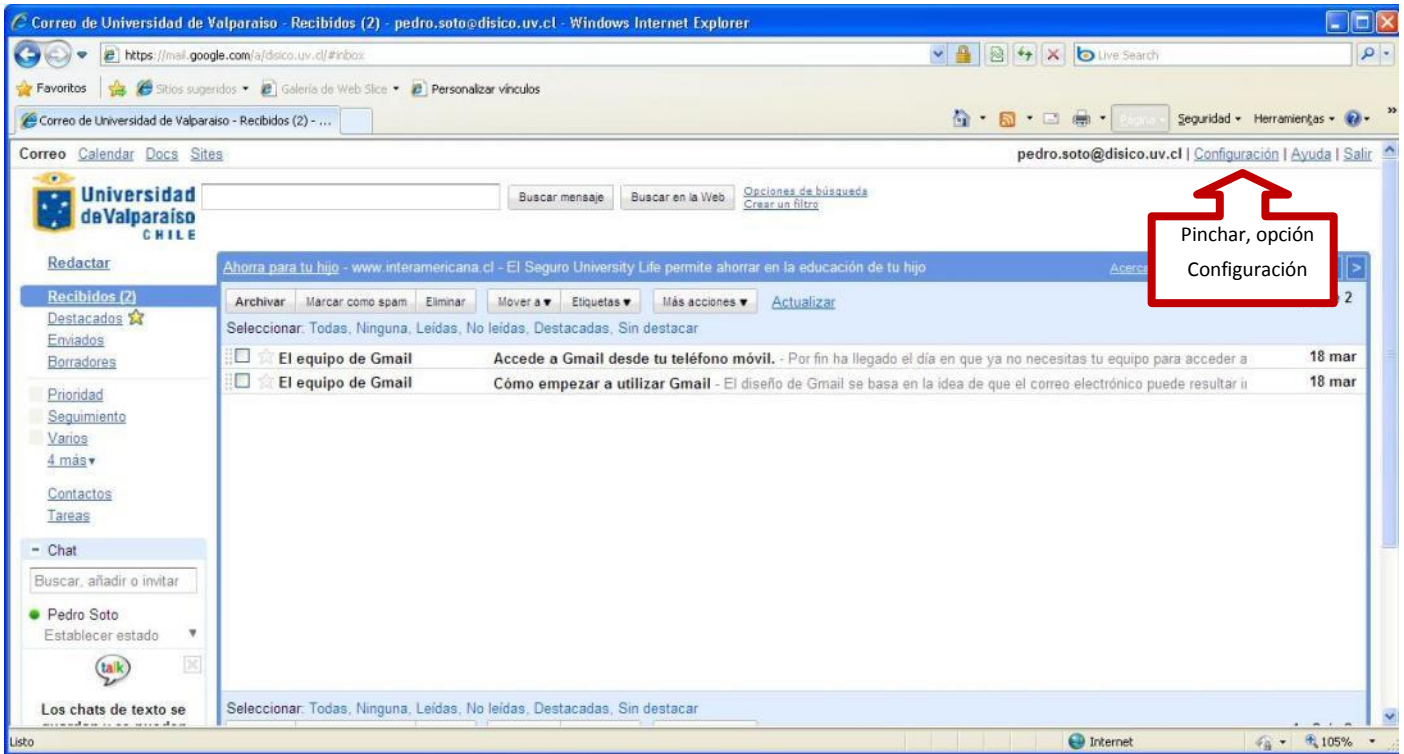 Correo de Universidad de Valparaiso - Recibidos (2) - pedro.soto@disico.uv.cl - Windows Internet Explorer
https://mail.google.com/a/disico.uv.cl/#inbox
Live Search
Favoritos Sitios sugeridos Galería de Web Slice Personalizar vínculos
Correo de Universidad de Valparaiso - Recibidos (2) - ...
Página Seguridad Herramientas
Correo Calendar Docs Sites
pedro.soto@disico.uv.cl | Configuración | Ayuda | Salir
Universidad
deValparaíso
CHILE
Buscar mensaje Buscar en la Web
Opciones de búsqueda
Crear un filtro
Pinchar, opción
Configuración
Redactar
Recibidos (2)
Destacados
Enviados
Borradores
Prioridad
Seguimiento
Varios
4 más
Contactos
Tareas
Chat
Buscar, añadir o invitar
Pedro Soto
Establecer estado
talk
Los chats de texto se
Ahorra para tu hijo - www.interamericana.cl - El Seguro University Life permite ahorrar en la educación de tu hijo
Archivar Marcar como spam Eliminar Mover a Etiquetas Más acciones Actualizar
2
Seleccionar: Todas, Ninguna, Leídas, No leídas, Destacadas, Sin destacar
El equipo de Gmail Accede a Gmail desde tu teléfono móvil. - Por fin ha llegado el día en que ya no necesitas tu equipo para acceder a 18 mar
El equipo de Gmail Cómo empezar a utilizar Gmail - El diseño de Gmail se basa en la idea de que el correo electrónico puede resultar 18 mar
Seleccionar: Todas, Ninguna, Leídas, No leídas, Destacadas, Sin destacar
Listo
Internet
105%